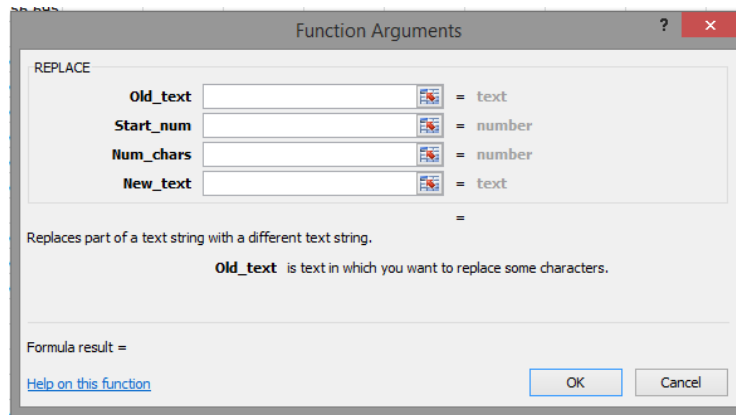 Function Arguments ?
REPLACE
Old_text = text
Start_num = number
Num_chars = number
New_text = text
=
Replaces part of a text string with a different text string.
Old_text is text in which you want to replace some characters.
Formula result =
Help on this function OK Cancel